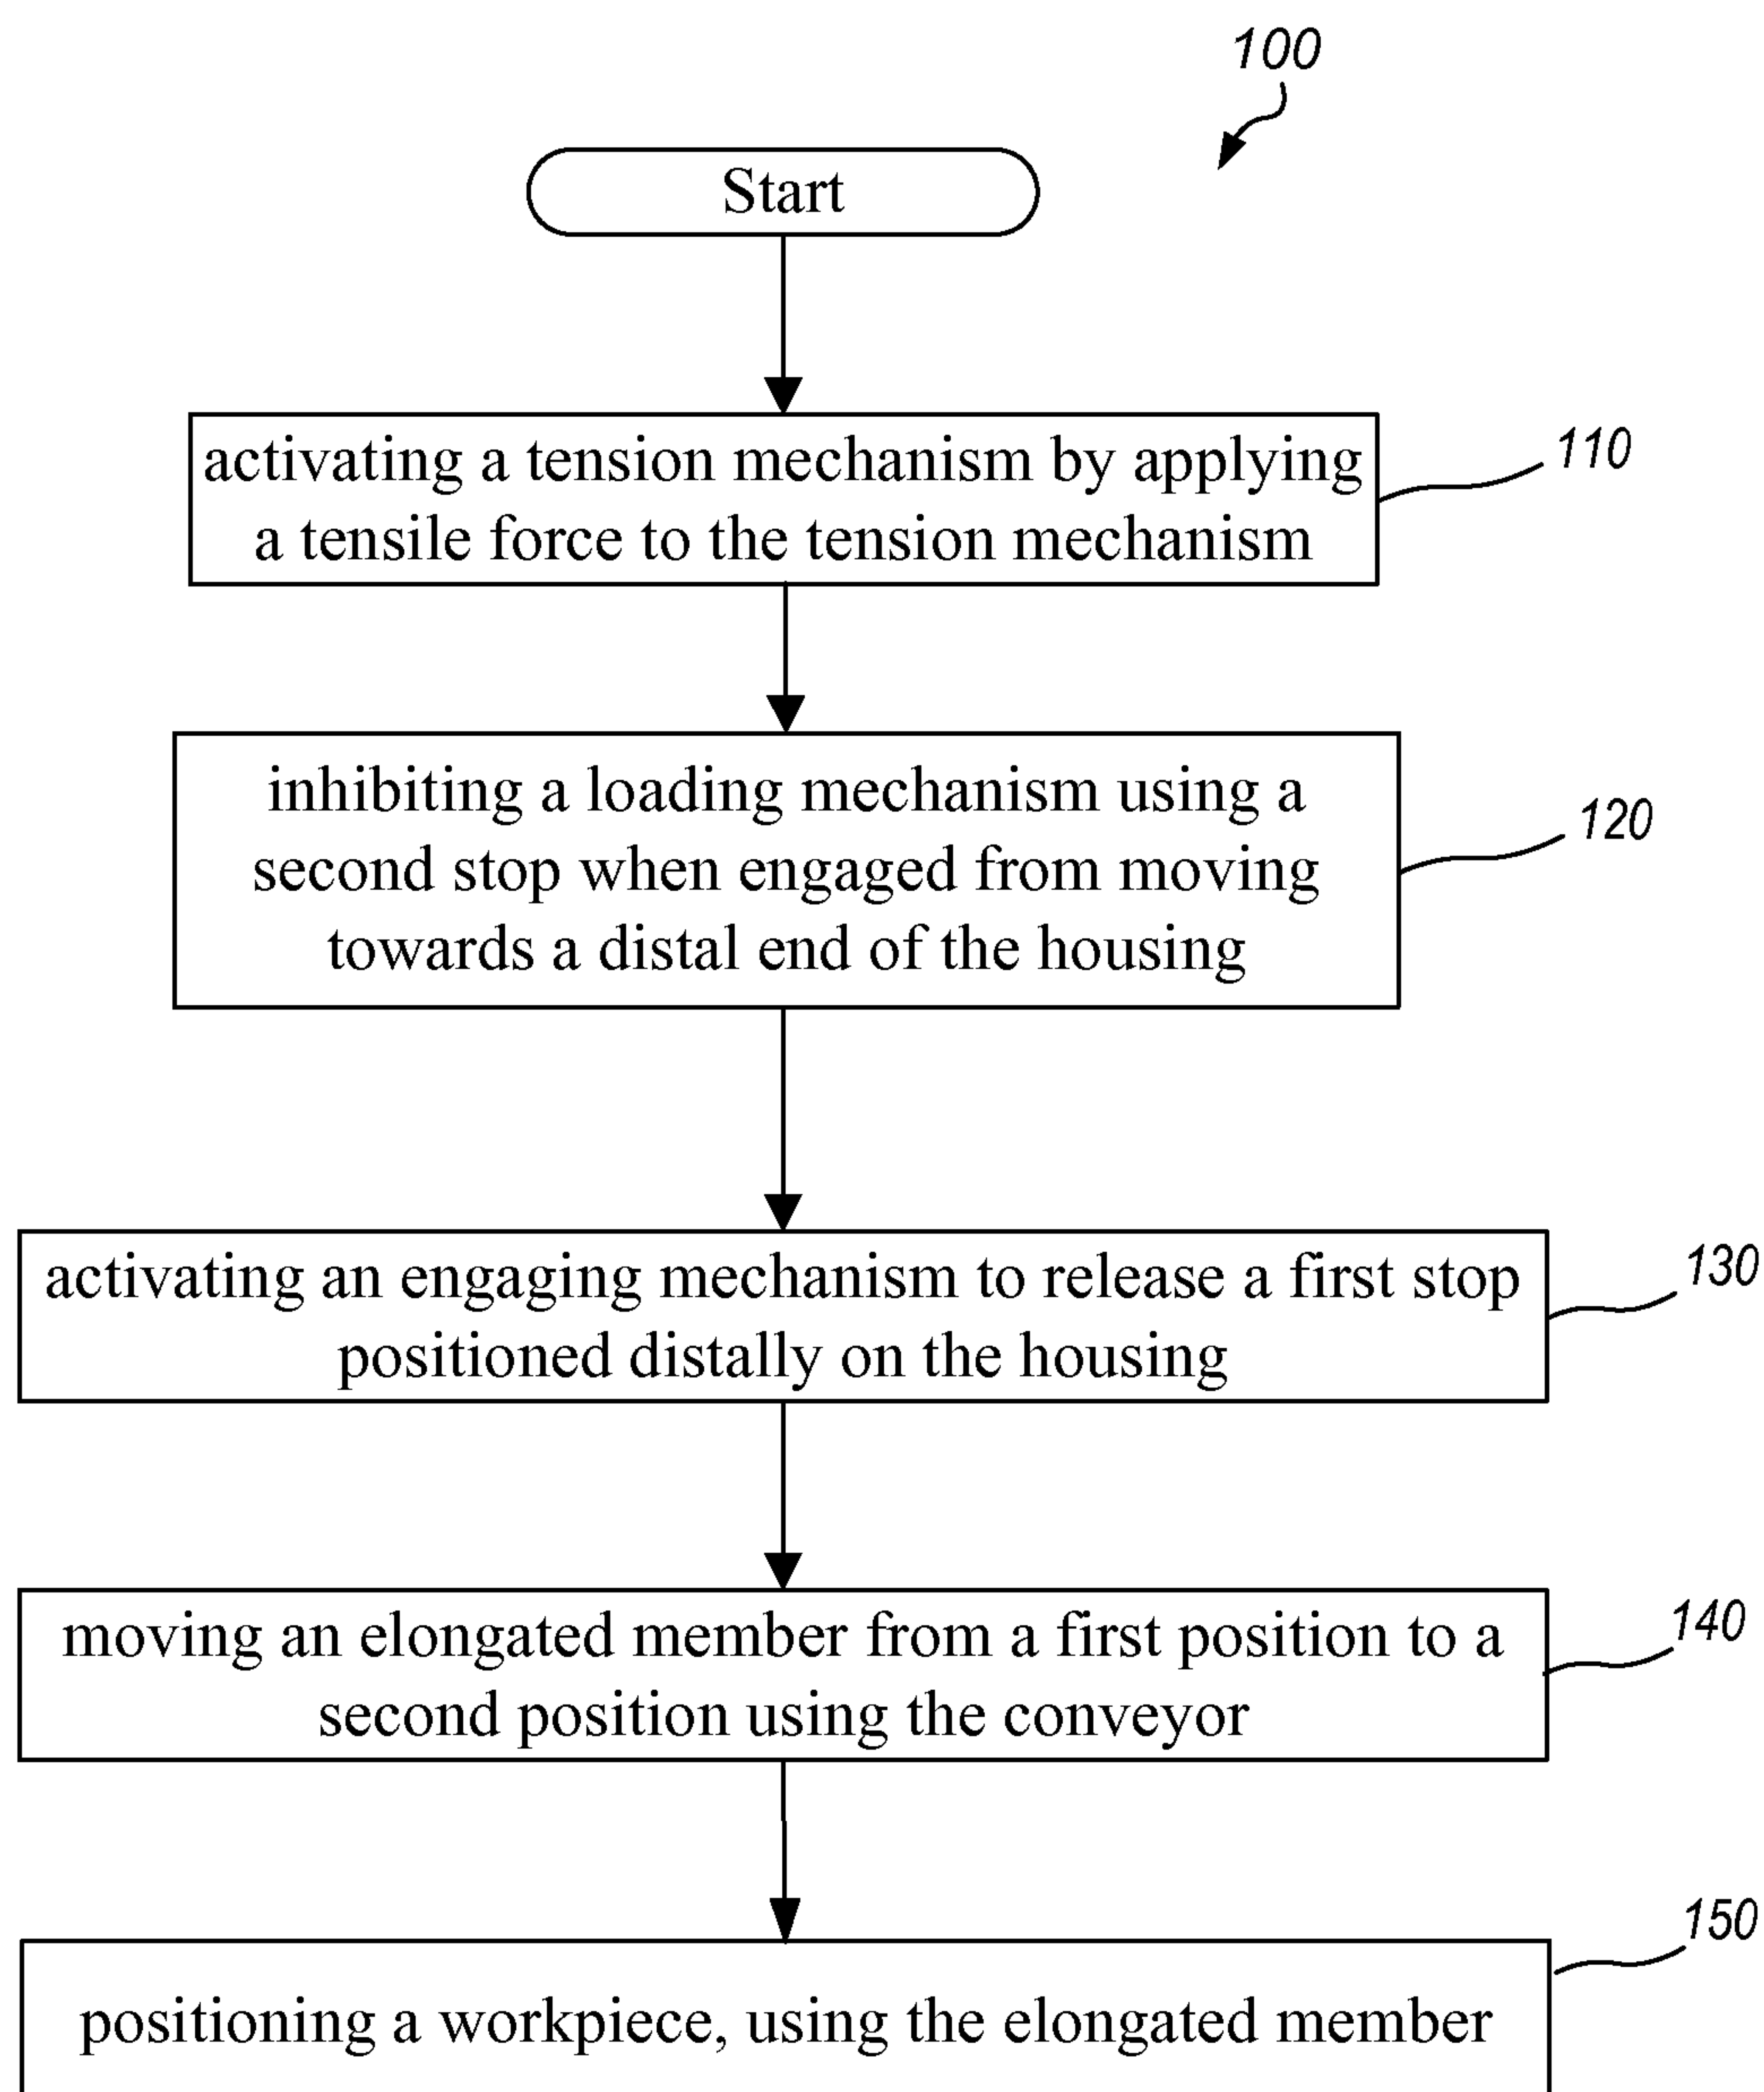 100
Start
activating a tension mechanism by applying
a tensile force to the tension mechanism
110
inhibiting a loading mechanism using a
second stop when engaged from moving
towards a distal end of the housing
120
activating an engaging mechanism to release a first stop
positioned distally on the housing
130
moving an elongated member from a first position to a
second position using the conveyor
140
positioning a workpiece, using the elongated member
150